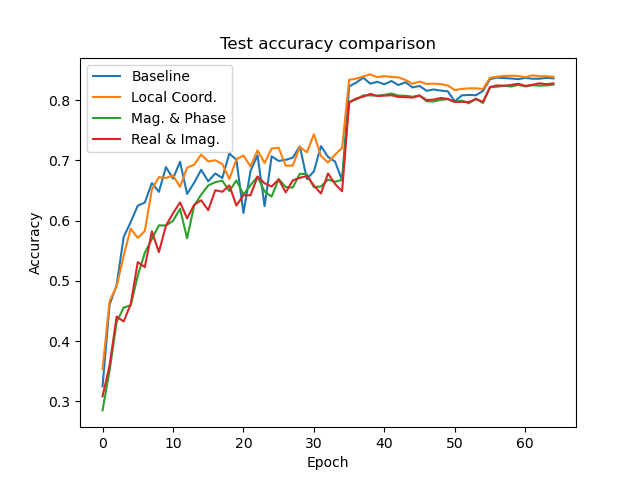 Test accuracy comparison
Baseline
Local Coord.
Mag. & Phase
Real & Imag.
Accuracy
0.8
0.7
0.6
0.5
0.4
0.3
0 10 20 30 40 50 60
Epoch